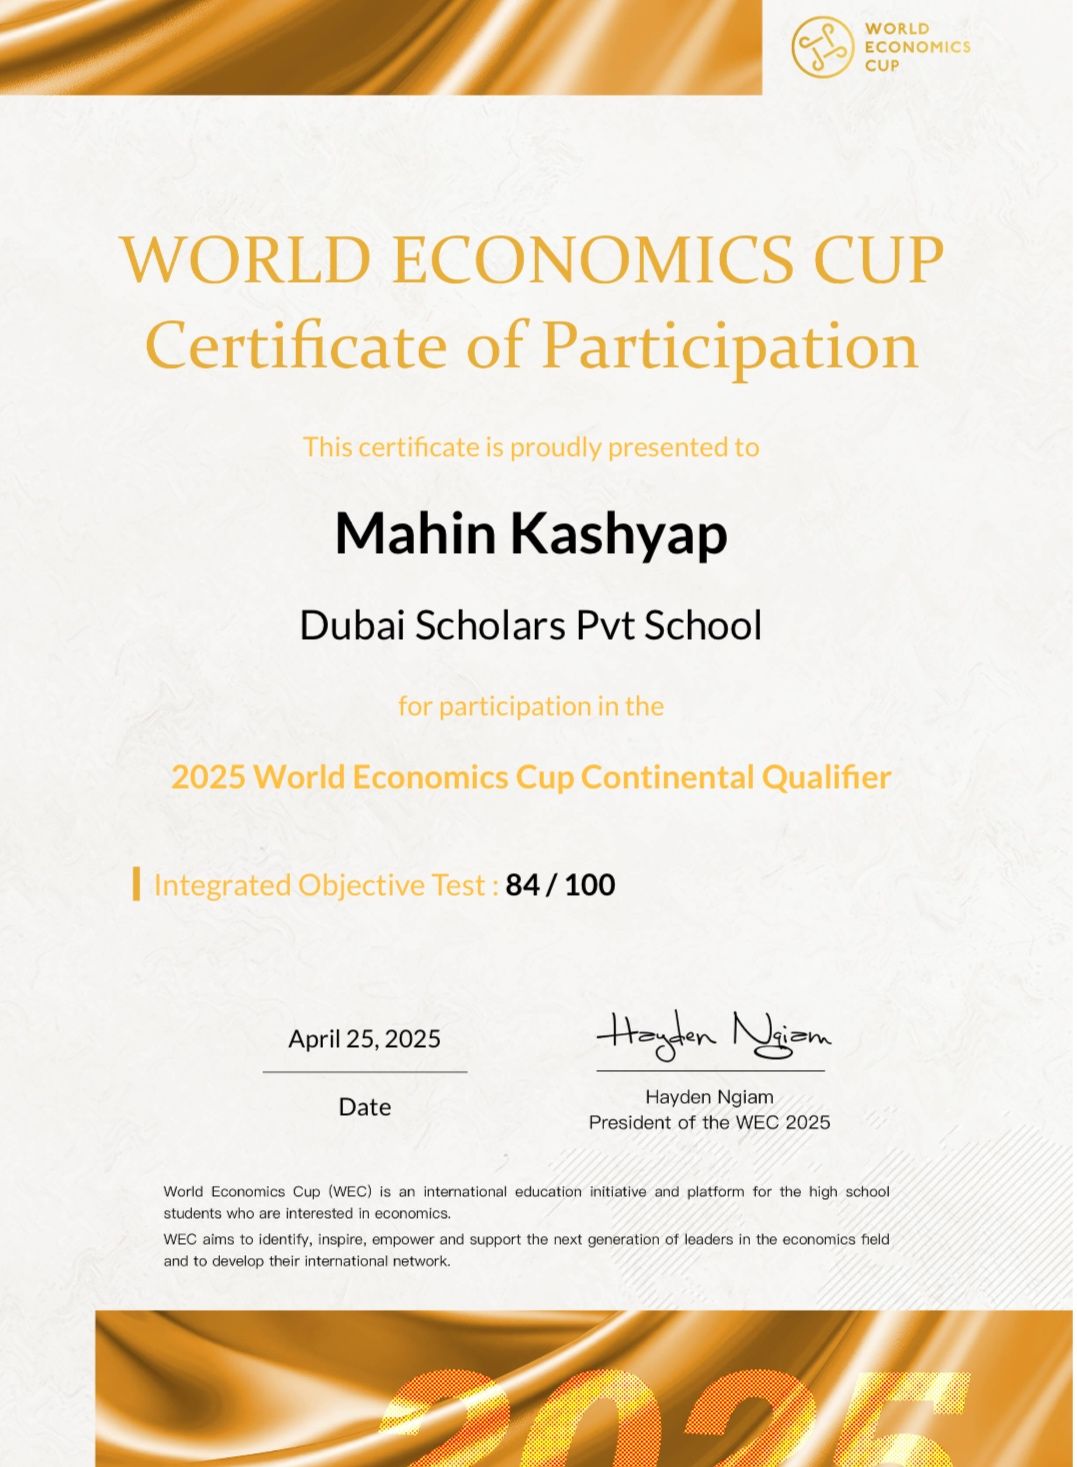 WORLD
ECONOMICS
CUP
WORLD ECONOMICS CUP
Certificate of Participation
This certificate is proudly presented to
Mahin Kashyap
Dubai Scholars Pvt School
for participation in the
2025 World Economics Cup Continental Qualifier
Integrated Objective Test : 84 / 100
April 25, 2025
Date
Hayden Ngiam
Hayden Ngiam
President of the WEC 2025
World Economics Cup (WEC) is an international education initiative and platform for the high school
students who are interested in economics.
WEC aims to identify, inspire, empower and support the next generation of leaders in the economics field
and to develop their international network.
2025